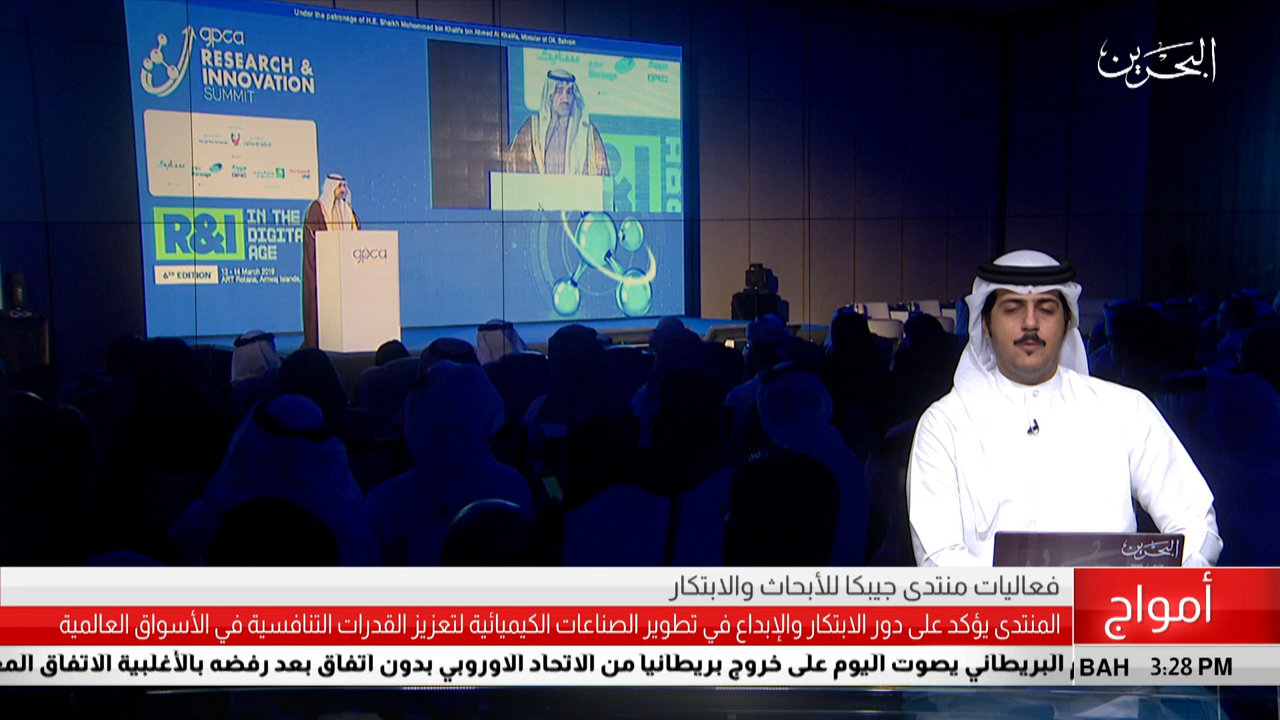 Under the patronage of H.E. Shaikh Mohammed bin Khalifa bin Ahmed Al Khalifa, Minister of Oil, Bahrain
gpca
RESEARCH &
INNOVATION
SUMMIT
البحرين
سابك
R&I
IN THE
DIGITA
AGE
6TH EDITION
13 - 14 March 2019
ART Rotana, Amwaj Islands,
gpca
R&I
البحرين
فعاليات منتدى جيبكا للأبحاث والابتكار
أمواج
المنتدى يؤكد على دور الابتكار والإبداع في تطوير الصناعات الكيميائية لتعزيز القدرات التنافسية في الأسواق العالمية
البريطاني يصوت اليوم على خروج بريطانيا من الاتحاد الاوروبي بدون اتفاق بعد رفضه بالأغلبية الاتفاق
BAH 3:28 PM